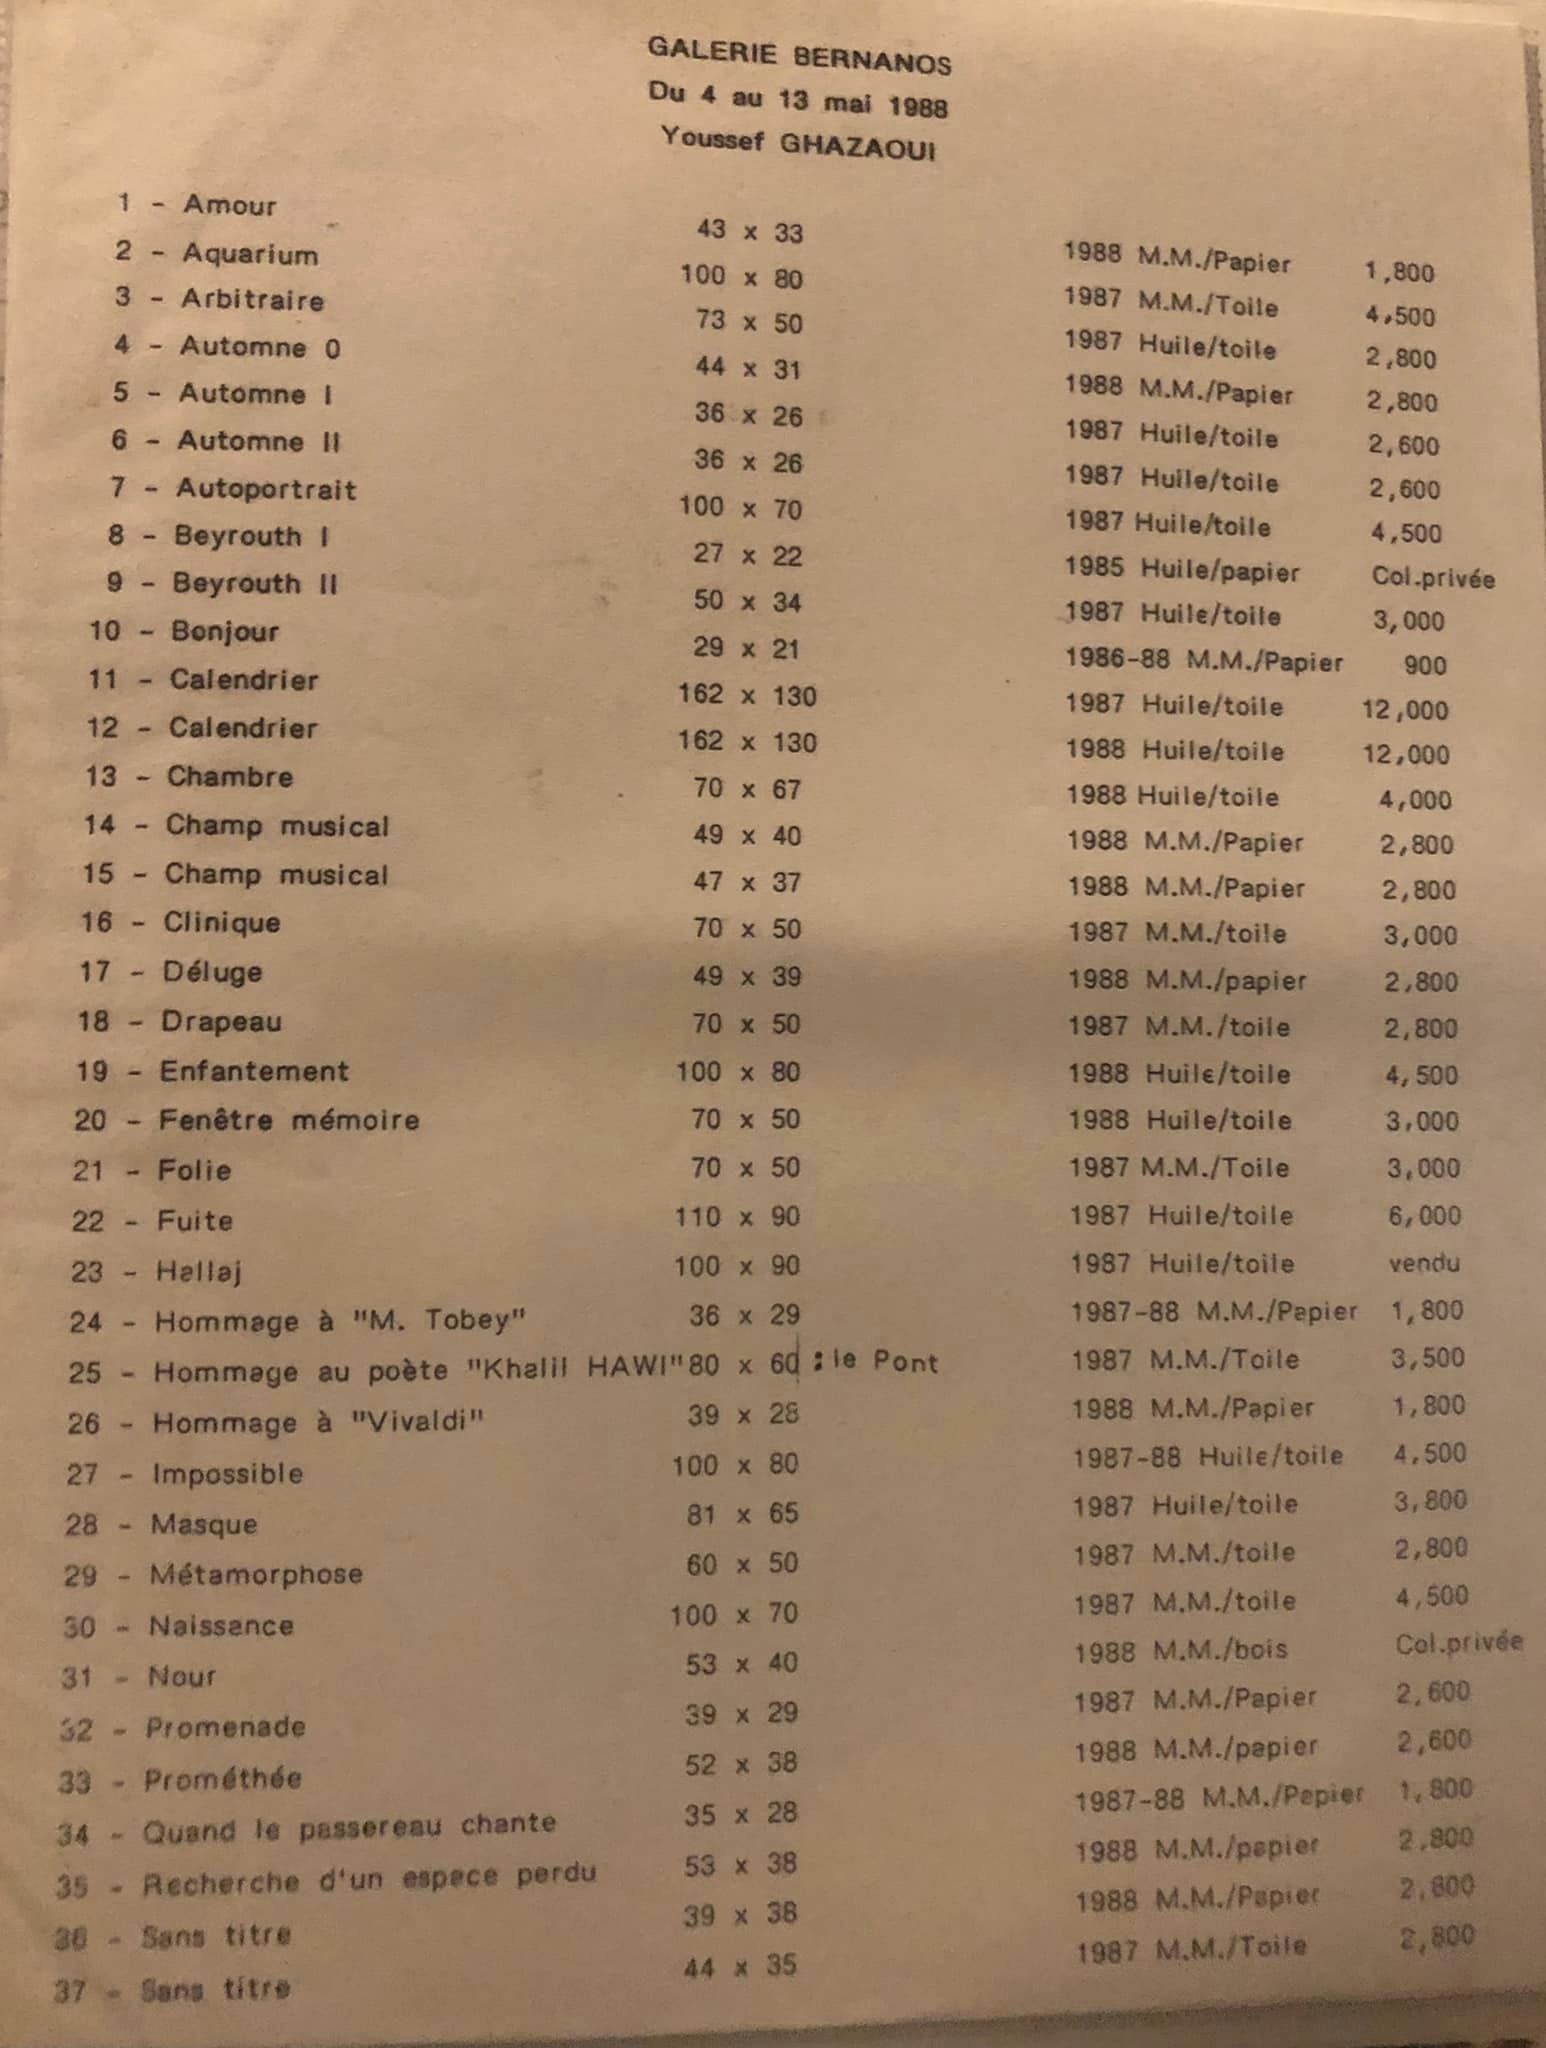 GALERIE BERNANOS
Du 4 au 13 mai 1988
Youssef GHAZAOUI
1 - Amour 43 x 33 1988 M.M./Papier 1,800
2 - Aquarium 100 x 80 1987 M.M./Toile 4,500
3 - Arbitraire 73 x 50 1987 Huile/toile 2,800
4 - Automne 0 44 x 31 1988 M.M./Papier 2,800
5 - Automne I 36 x 26 1987 Huile/toile 2,600
6 - Automne II 36 x 26 1987 Huile/toile 2,600
7 - Autoportrait 100 x 70 1987 Huile/toile 4,500
8 - Beyrouth I 27 x 22 1985 Huile/papier Col.privée
9 - Beyrouth II 50 x 34 1987 Huile/toile 3,000
10 - Bonjour 29 x 21 1986-88 M.M./Papier 900
11 - Calendrier 162 x 130 1987 Huile/toile 12,000
12 - Calendrier 162 x 130 1988 Huile/toile 12,000
13 - Chambre 70 x 67 1988 Huile/toile 4,000
14 - Champ musical 49 x 40 1988 M.M./Papier 2,800
15 - Champ musical 47 x 37 1988 M.M./Papier 2,800
16 - Clinique 70 x 50 1987 M.M./toile 3,000
17 - Déluge 49 x 39 1988 M.M./papier 2,800
18 - Drapeau 70 x 50 1987 M.M./toile 2,800
19 - Enfantement 100 x 80 1988 Huile/toile 4,500
20 - Fenêtre mémoire 70 x 50 1988 Huile/toile 3,000
21 - Folie 70 x 50 1987 M.M./Toile 3,000
22 - Fuite 110 x 90 1987 Huile/toile 6,000
23 - Hallaj 100 x 90 1987 Huile/toile vendu
24 - Hommage à "M. Tobey" 36 x 29 1987-88 M.M./Papier 1,800
25 - Hommage au poète "Khalil HAWI" 80 x 60 : le Pont 1987 M.M./Toile 3,500
26 - Hommage à "Vivaldi" 39 x 28 1988 M.M./Papier 1,800
27 - Impossible 100 x 80 1987-88 Huile/toile 4,500
28 - Masque 81 x 65 1987 Huile/toile 3,800
29 - Métamorphose 60 x 50 1987 M.M./toile 2,800
30 - Naissance 100 x 70 1987 M.M./toile 4,500
31 - Nour 53 x 40 1988 M.M./bois Col.privée
32 - Promenade 39 x 29 1987 M.M./Papier 2,600
33 - Prométhée 52 x 38 1988 M.M./papier 2,600
34 - Quand le passereau chante 35 x 28 1987-88 M.M./Papier 1,800
35 - Recherche d'un espace perdu 53 x 38 1988 M.M./papier 2,800
36 - Sans titre 39 x 38 1988 M.M./Papier
37 - Sans titre 44 x 35 1987 M.M./Toile 2,800